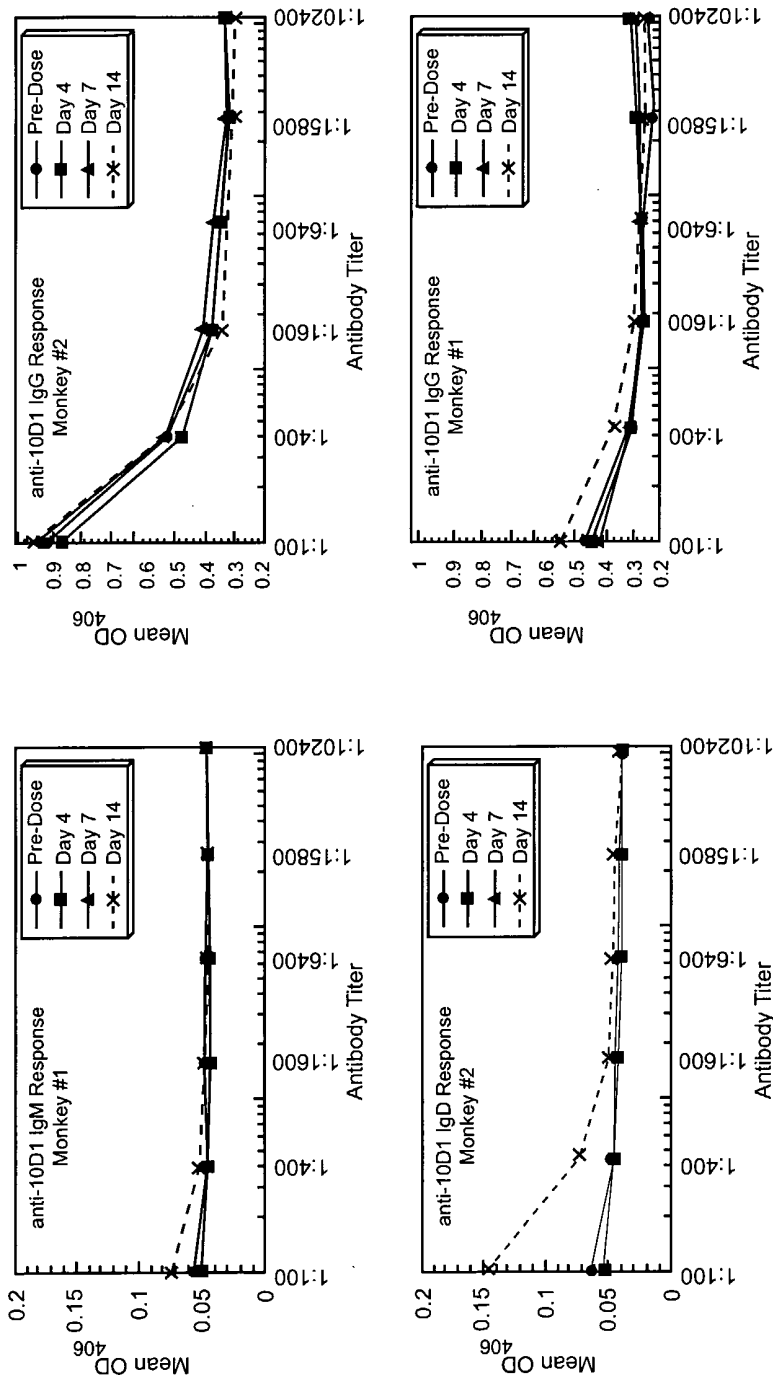 anti-10D1 IgM Response
Monkey #1
Pre-Dose
Day 4
Day 7
Day 14
Mean OD 406
0.2
0.15
0.1
0.05
0
1:100
1:400
1:1600
1:6400
1:15800
1:102400
Antibody Titer
anti-10D1 IgG Response
Monkey #2
Pre-Dose
Day 4
Day 7
Day 14
Mean OD 406
1
0.9
0.8
0.7
0.6
0.5
0.4
0.3
0.2
1:100
1:400
1:1600
1:6400
1:15800
1:102400
Antibody Titer
anti-10D1 IgD Response
Monkey #2
Pre-Dose
Day 4
Day 7
Day 14
Mean OD 406
0.2
0.15
0.1
0.05
0
1:100
1:400
1:1600
1:6400
1:15800
1:102400
Antibody Titer
anti-10D1 IgG Response
Monkey #1
Pre-Dose
Day 4
Day 7
Day 14
Mean OD 406
1
0.9
0.8
0.7
0.6
0.5
0.4
0.3
0.2
1:100
1:400
1:1600
1:6400
1:15800
1:102400
Antibody Titer